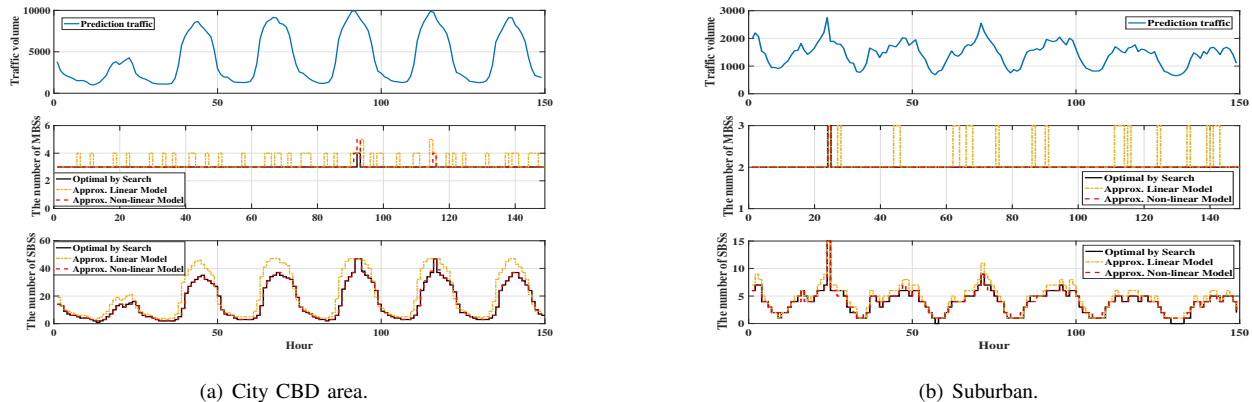 10000
5000
0
Traffic volume
Prediction traffic
0
50
100
150
6
4
2
0
The number of MBSs
Optimal by Search
Approx. Linear Model
Approx. Non-linear Model
0
20
40
60
80
100
120
140
60
40
20
0
The number of SBSs
Optimal by Search
Approx. Linear Model
Approx. Non-linear Model
0
50
100
150
Hour
(a) City CBD area.
3000
2000
1000
0
Traffic volume
Prediction traffic
0
50
100
150
3
2
1
The number of MBSs
Optimal by Search
Approx. Linear Model
Approx. Non-linear Model
0
20
40
60
80
100
120
140
15
10
5
0
The number of SBSs
Optimal by Search
Approx. Linear Model
Approx. Non-linear Model
0
50
100
150
Hour
(b) Suburban.